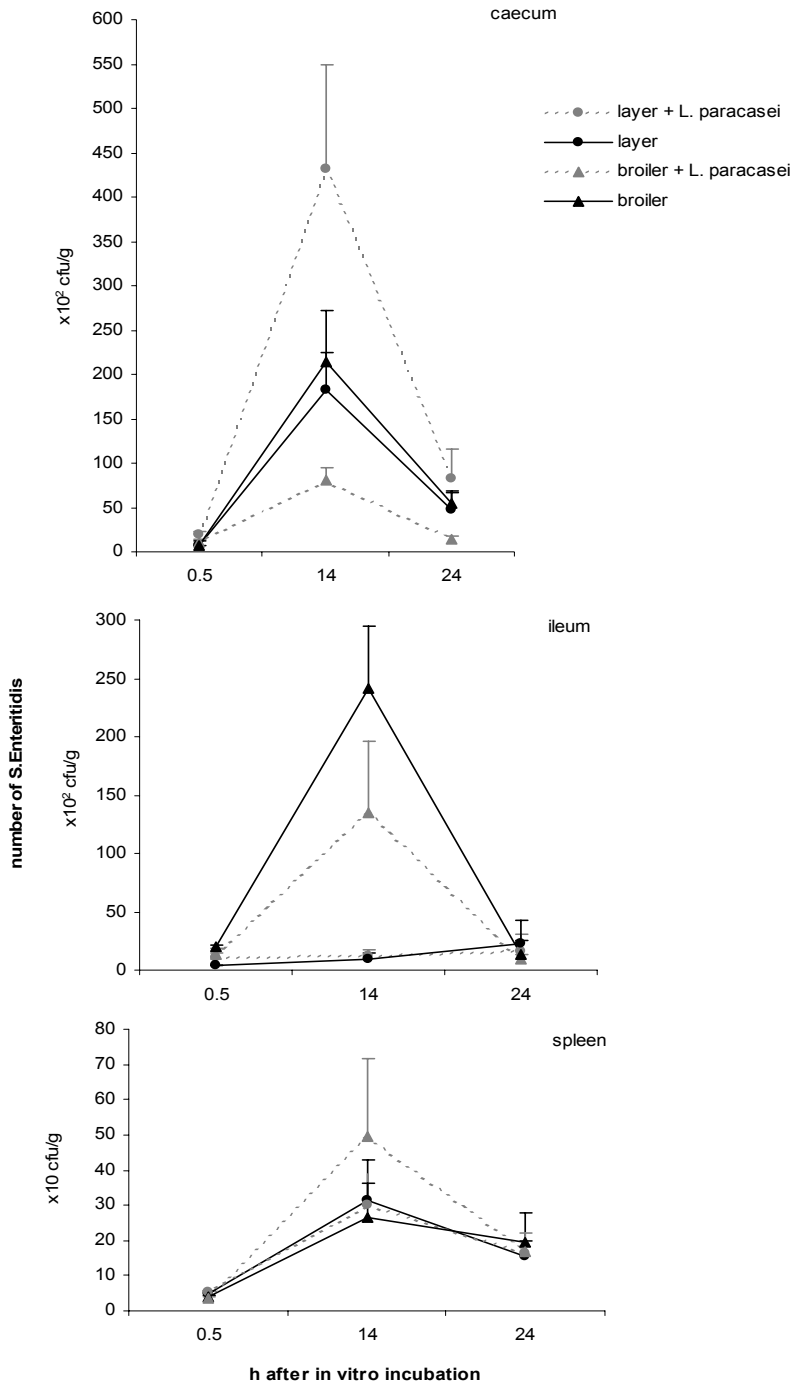 caecum
600
550
500
450
400
350
300
250
200
150
100
50
0
x10² cfu/g
0.5 14 24
layer + L. paracasei
layer
broiler + L. paracasei
broiler
number of S.Enteritidis
ileum
300
250
200
150
100
50
0
x10² cfu/g
0.5 14 24
spleen
80
70
60
50
40
30
20
10
0
x10 cfu/g
0.5 14 24
h after in vitro incubation